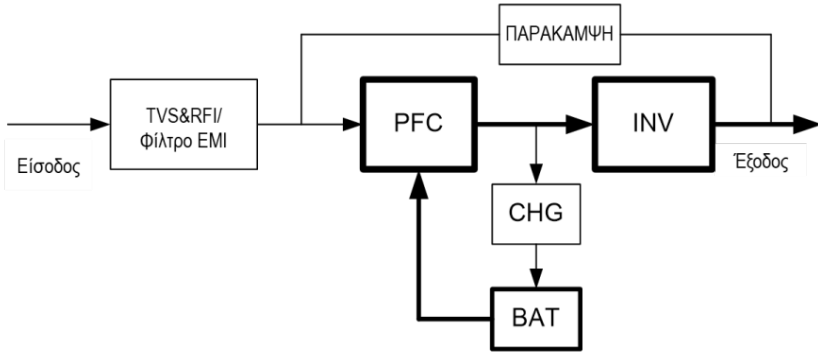 ΠΑΡΑΚΑΜΨΗ
TVS&RFI/
Φίλτρο EMI
PFC
INV
Είσοδος
Έξοδος
CHG
BAT